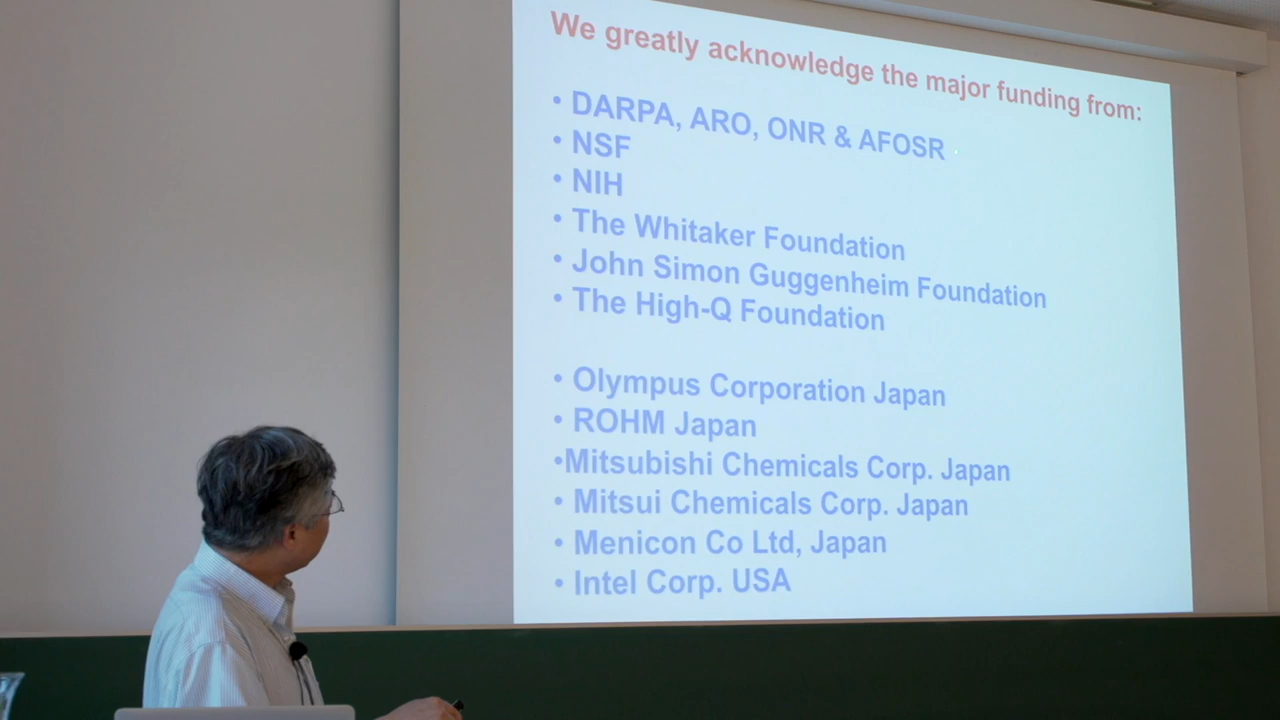 We greatly acknowledge the major funding from:
• DARPA, ARO, ONR & AFOSR
• NSF
• NIH
• The Whitaker Foundation
• John Simon Guggenheim Foundation
• The High-Q Foundation
• Olympus Corporation Japan
• ROHM Japan
•Mitsubishi Chemicals Corp. Japan
• Mitsui Chemicals Corp. Japan
• Menicon Co Ltd, Japan
• Intel Corp. USA